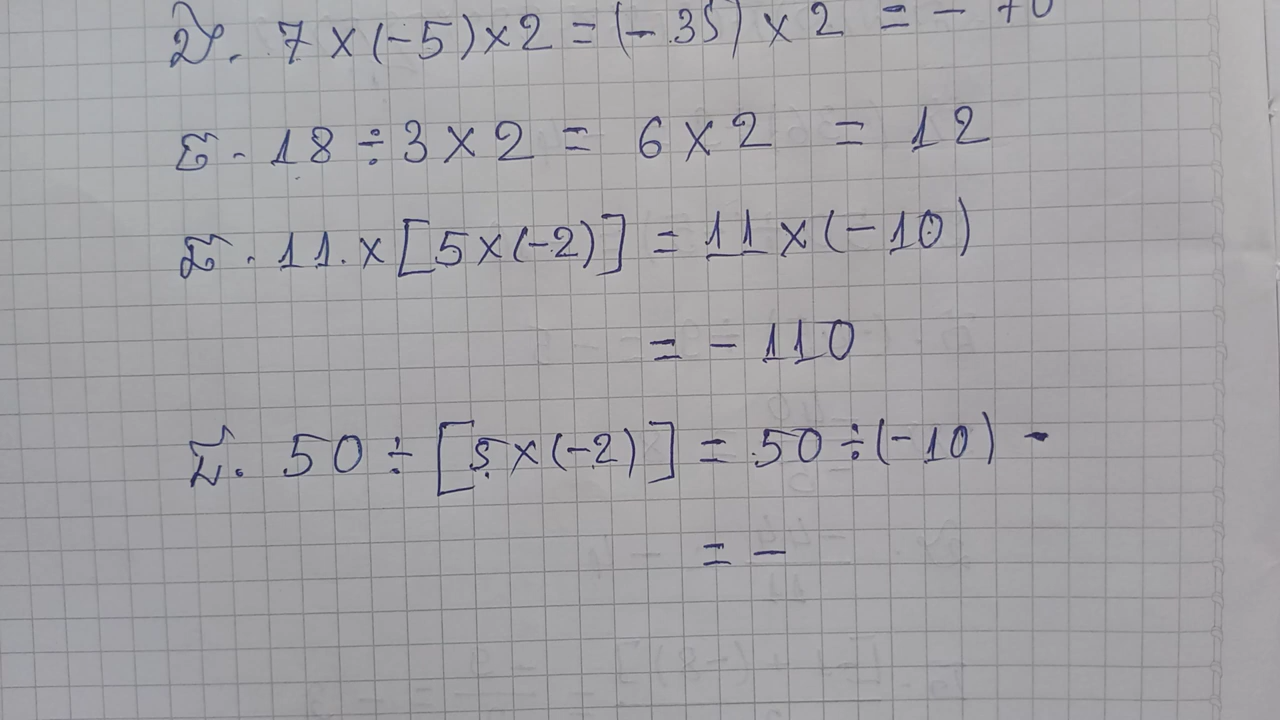 7 × (-5) × 2 = (-35) × 2 = - 70
18 ÷ 3 × 2 = 6 × 2 = 12
11 × [5 × (-2)] = 11 × (-10)
= - 110
50 ÷ [5 × (-2)] = 50 ÷ (-10) -
= -